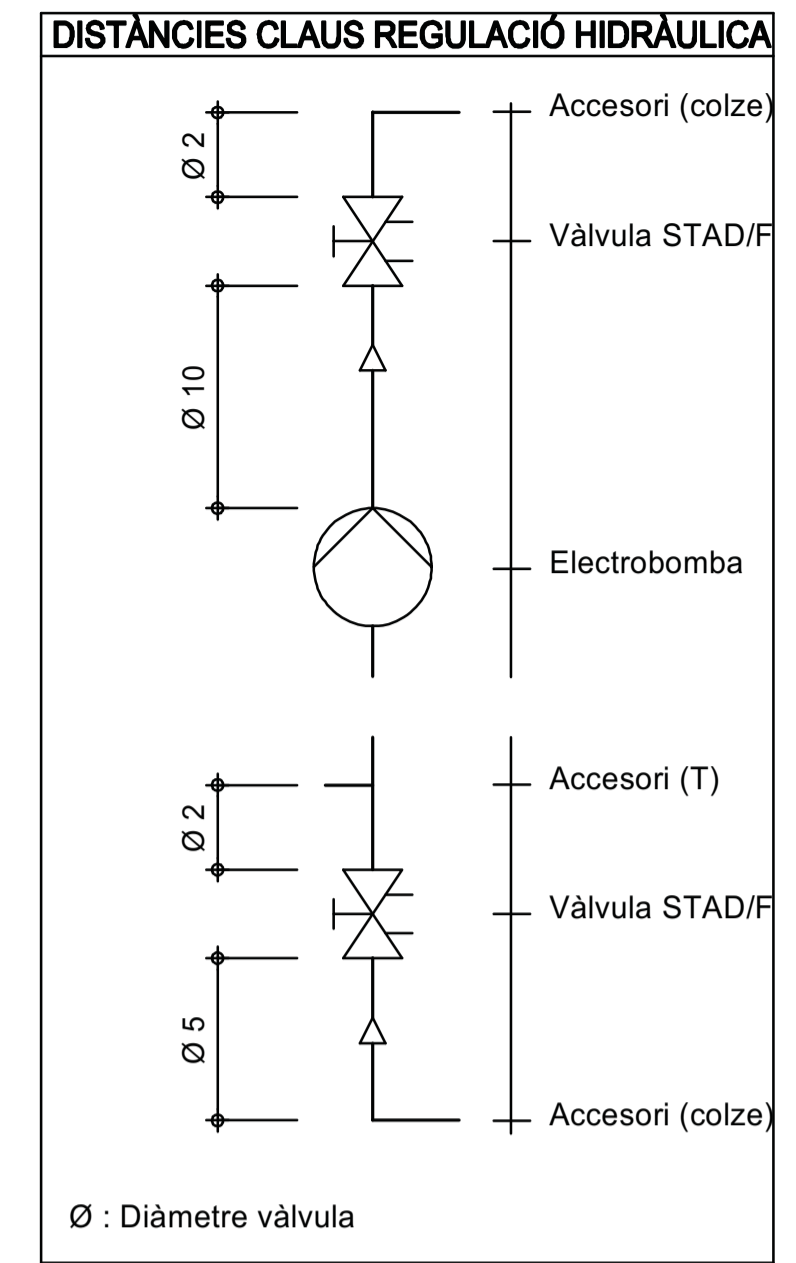 DISTÀNCIES CLAUS REGULACIÓ HIDRÀULICA
Accesori (colze)
Ø 2
Vàlvula STAD/F
Ø 10
Electrobomba
Accesori (T)
Ø 2
Vàlvula STAD/F
Ø 5
Accesori (colze)
Ø : Diàmetre vàlvula